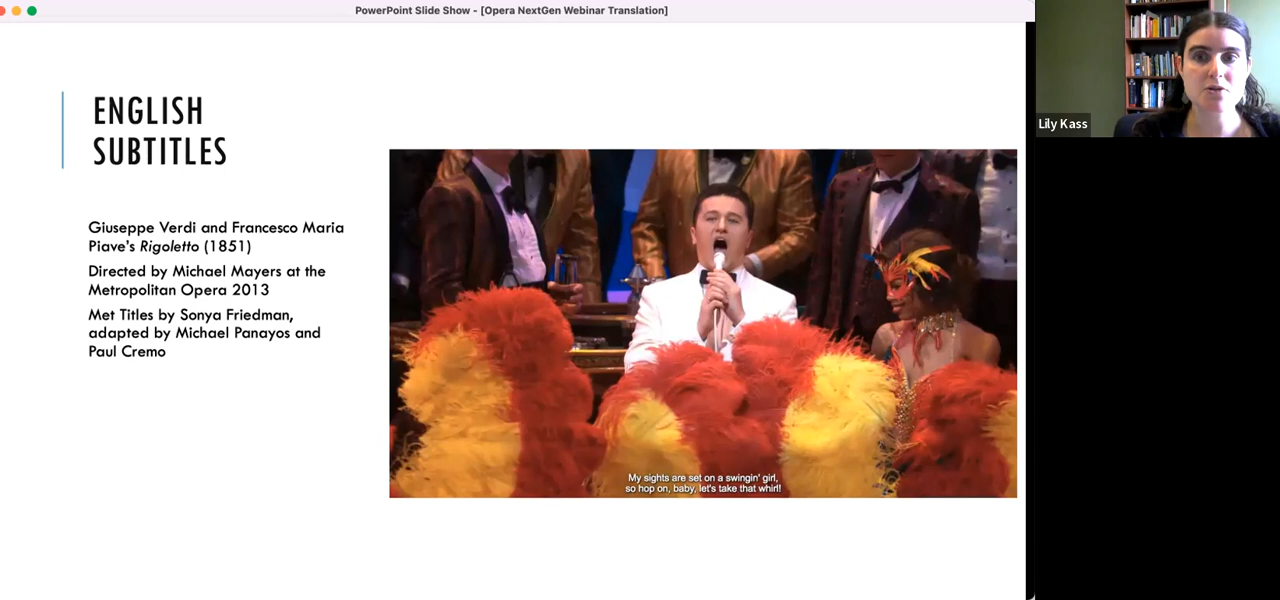 PowerPoint Slide Show - [Opera NextGen Webinar Translation]
ENGLISH
SUBTITLES
Giuseppe Verdi and Francesco Maria
Piave's Rigoletto (1851)
Directed by Michael Mayers at the
Metropolitan Opera 2013
Met Titles by Sonya Friedman,
adapted by Michael Panayos and
Paul Cremo
My sights are set on a swingin' girl,
so hop on, baby, let's take that whirl!
Lily Kass